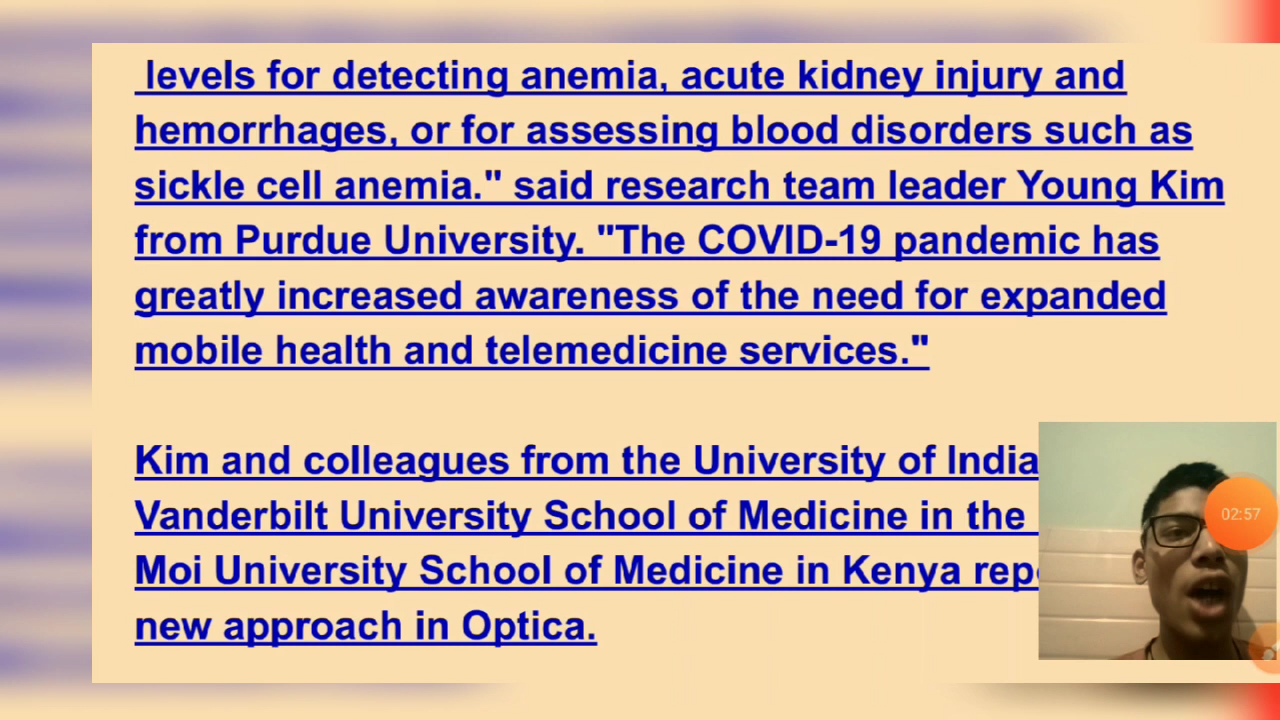 levels for detecting anemia, acute kidney injury and
hemorrhages, or for assessing blood disorders such as
sickle cell anemia." said research team leader Young Kim
from Purdue University. "The COVID-19 pandemic has
greatly increased awareness of the need for expanded
mobile health and telemedicine services."
Kim and colleagues from the University of India
Vanderbilt University School of Medicine in the
Moi University School of Medicine in Kenya
new approach in Optica.
02:57